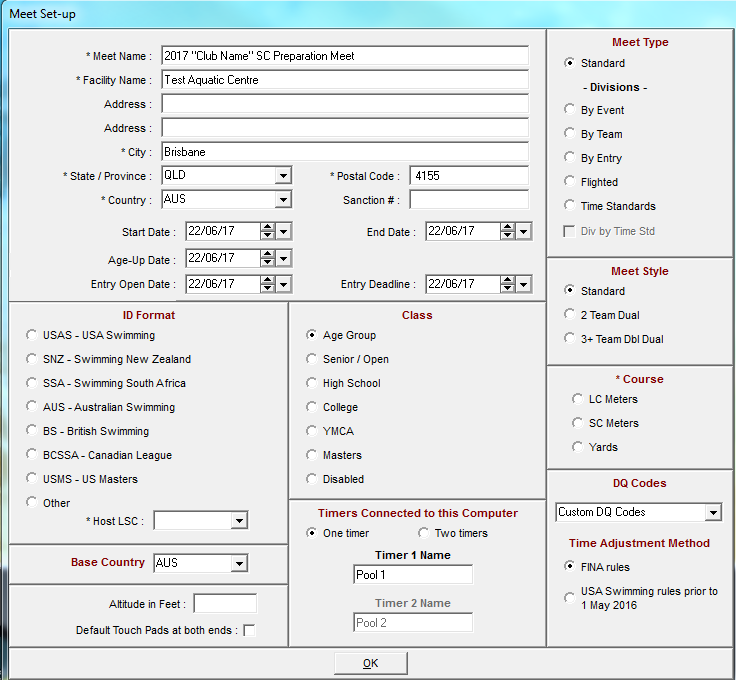 Meet Set-up
* Meet Name : 2017 "Club Name" SC Preparation Meet
* Facility Name : Test Aquatic Centre
Address :
Address :
* City : Brisbane
* State / Province : QLD
* Postal Code : 4155
* Country : AUS
Sanction # :
Start Date : 22/06/17
End Date : 22/06/17
Age-Up Date : 22/06/17
Entry Open Date : 22/06/17
Entry Deadline : 22/06/17
Meet Type
Standard
- Divisions -
By Event
By Team
By Entry
Flighted
Time Standards
Div by Time Std
Meet Style
Standard
2 Team Dual
3+ Team Dbl Dual
* Course
LC Meters
SC Meters
Yards
DQ Codes
Custom DQ Codes
Time Adjustment Method
FINA rules
USA Swimming rules prior to
1 May 2016
ID Format
USAS - USA Swimming
SNZ - Swimming New Zealand
SSA - Swimming South Africa
AUS - Australian Swimming
BS - British Swimming
BCSSA - Canadian League
USMS - US Masters
Other
* Host LSC :
Base Country AUS
Altitude in Feet :
Default Touch Pads at both ends :
Class
Age Group
Senior / Open
High School
College
YMCA
Masters
Disabled
Timers Connected to this Computer
One timer
Two timers
Timer 1 Name
Pool 1
Timer 2 Name
Pool 2
OK